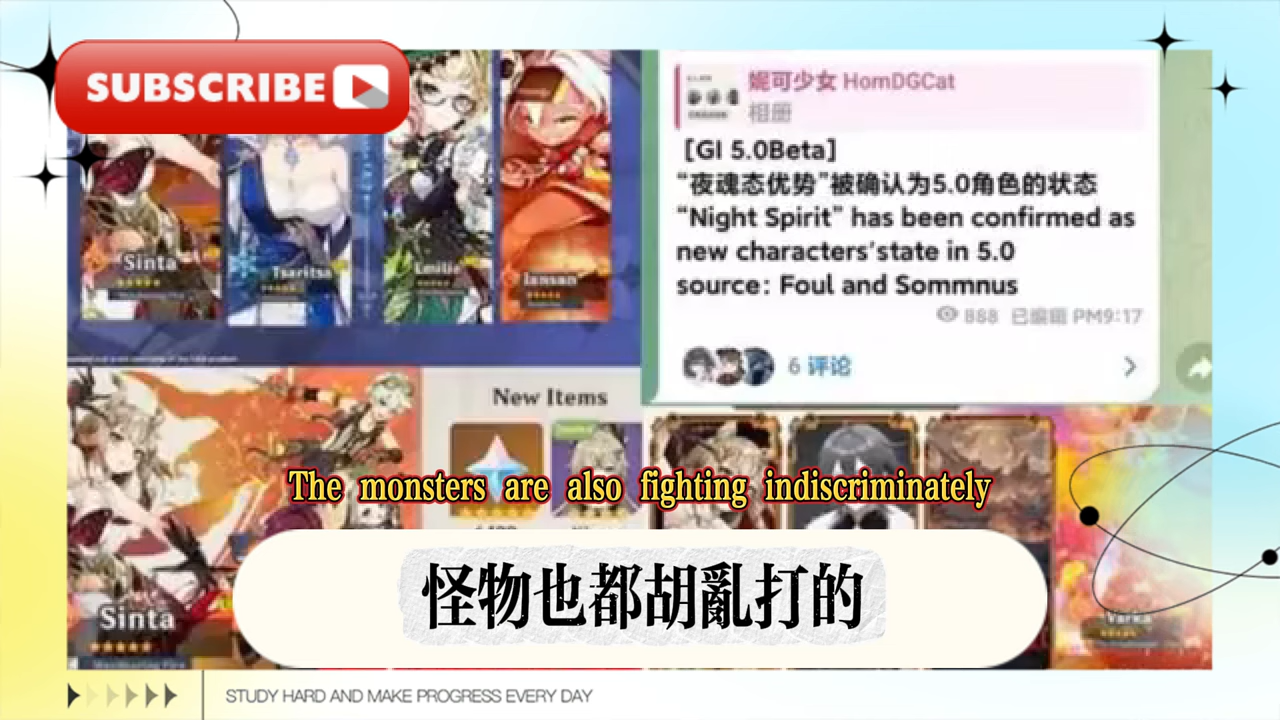 SUBSCRIBE
妮可少女 HomDGCat
相册
[GI 5.0Beta]
“夜魂态优势”被确认为5.0角色的状态
“Night Spirit” has been confirmed as
new characters'state in 5.0
source: Foul and Sommnus
888 已编辑 PM9:17
6 评论
Sinta
Tsaritsa
Emilie
Iansan
New Items
The monsters are also fighting indiscriminately
怪物也都胡亂打的
Sinta
Varka
STUDY HARD AND MAKE PROGRESS EVERY DAY